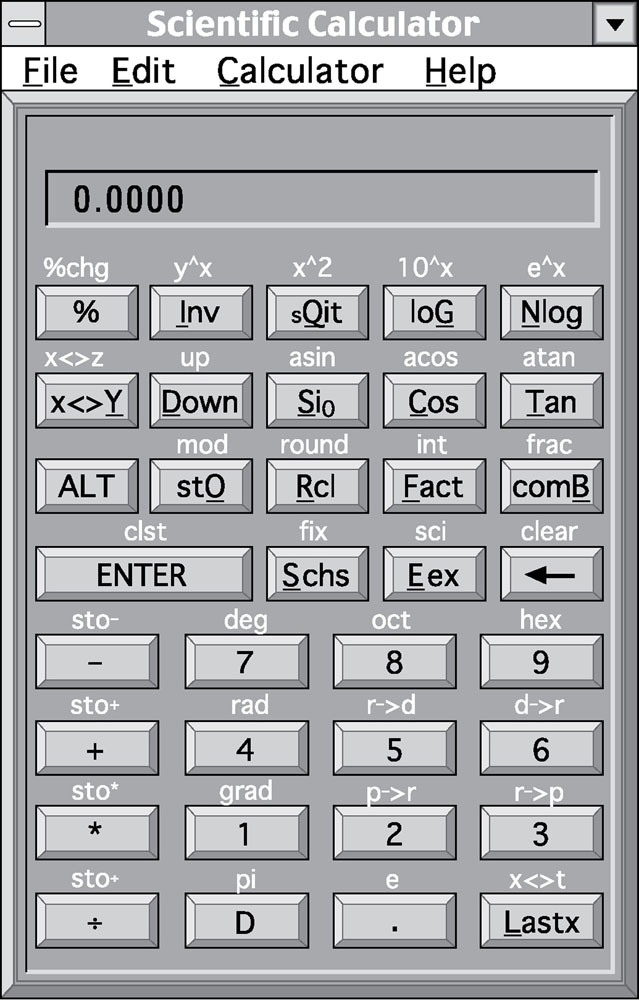 Scientific Calculator
File Edit Calculator Help
0.0000
%chg y^x x^2 10^x e^x
% Inv sQit loG Nlog
x<>z up asin acos atan
x<>Y Down Si0 Cos Tan
mod round int frac
ALT stO Rcl Fact comB
clst fix sci clear
ENTER Schs Eex ←
sto- deg oct hex
- 7 8 9
sto+ rad r->d d->r
+ 4 5 6
sto* grad p->r r->p
* 1 2 3
sto+ pi e x<>t
÷ D . Lastx